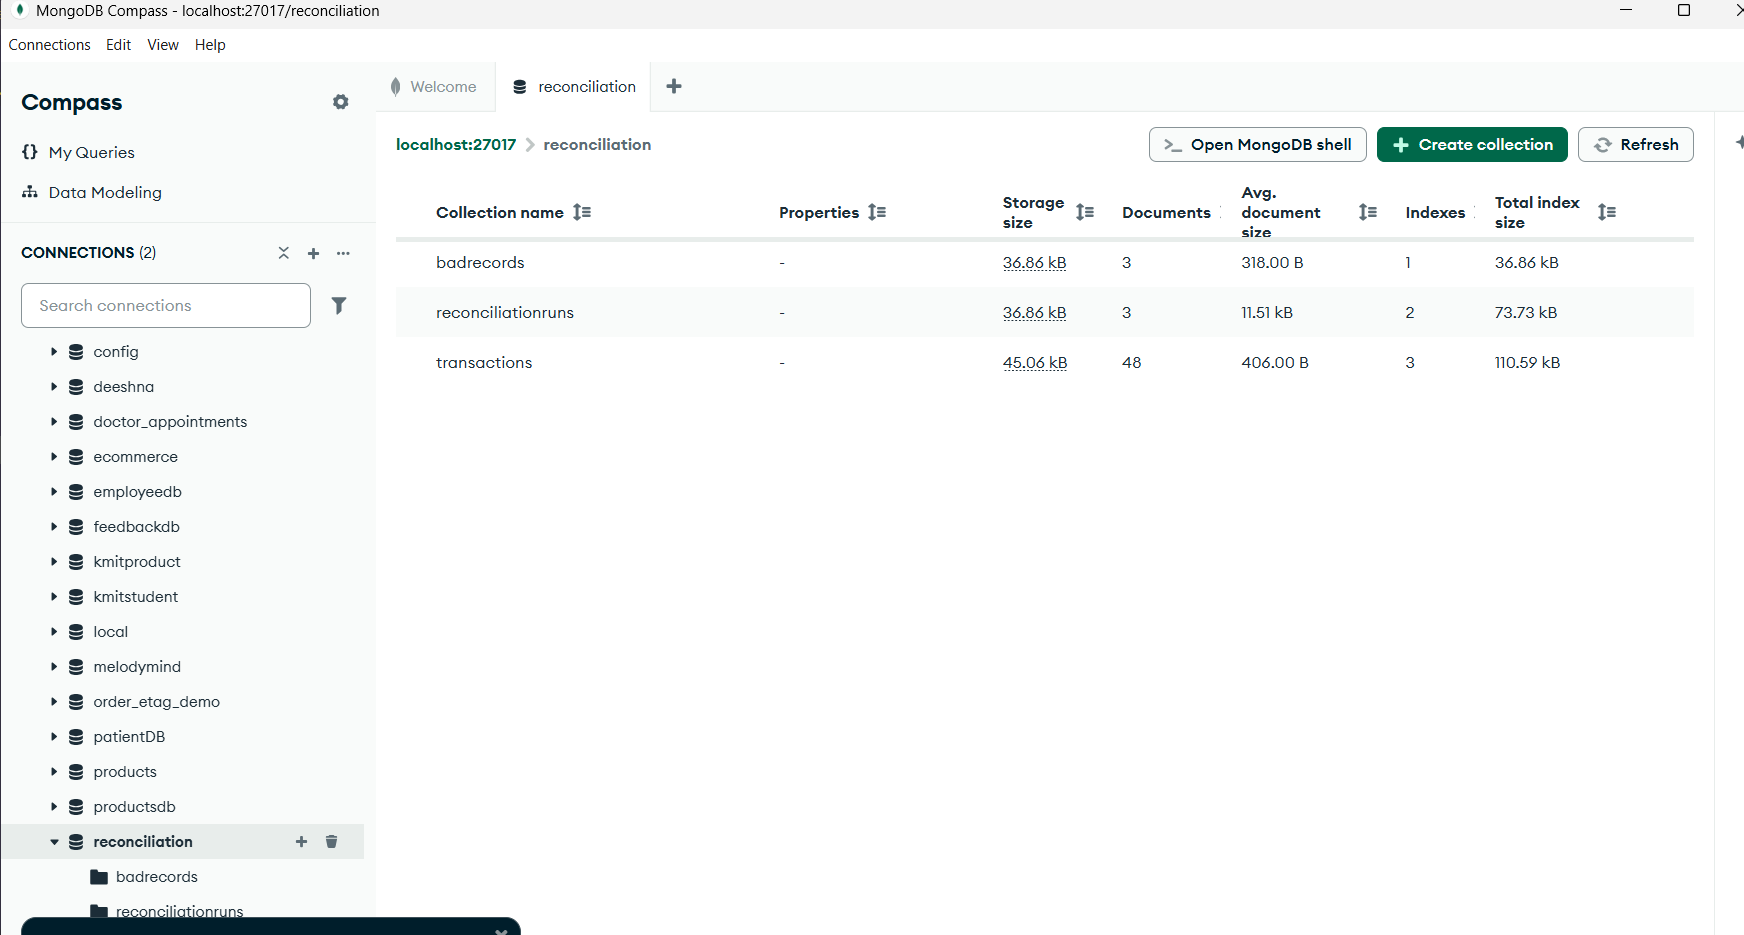 MongoDB Compass - localhost:27017/reconciliation
Connections Edit View Help
Compass
My Queries
Data Modeling
CONNECTIONS (2)
Search connections
config
deeshna
doctor_appointments
ecommerce
employeedb
feedbackdb
kmitproduct
kmitstudent
local
melodymind
order_etag_demo
patientDB
products
productsdb
reconciliation
badrecords
reconciliationruns
Welcome
reconciliation
localhost:27017 > reconciliation
>_ Open MongoDB shell
+ Create collection
Refresh
Collection name Properties Storage size Documents Avg. document size Indexes Total index size
badrecords - 36.86 kB 3 318.00 B 1 36.86 kB
reconciliationruns - 36.86 kB 3 11.51 kB 2 73.73 kB
transactions - 45.06 kB 48 406.00 B 3 110.59 kB